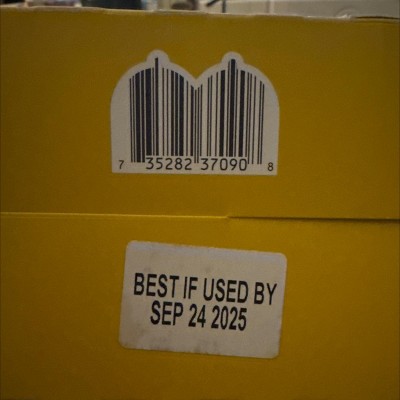 7 35282 37090 8
BEST IF USED BY
SEP 24 2025